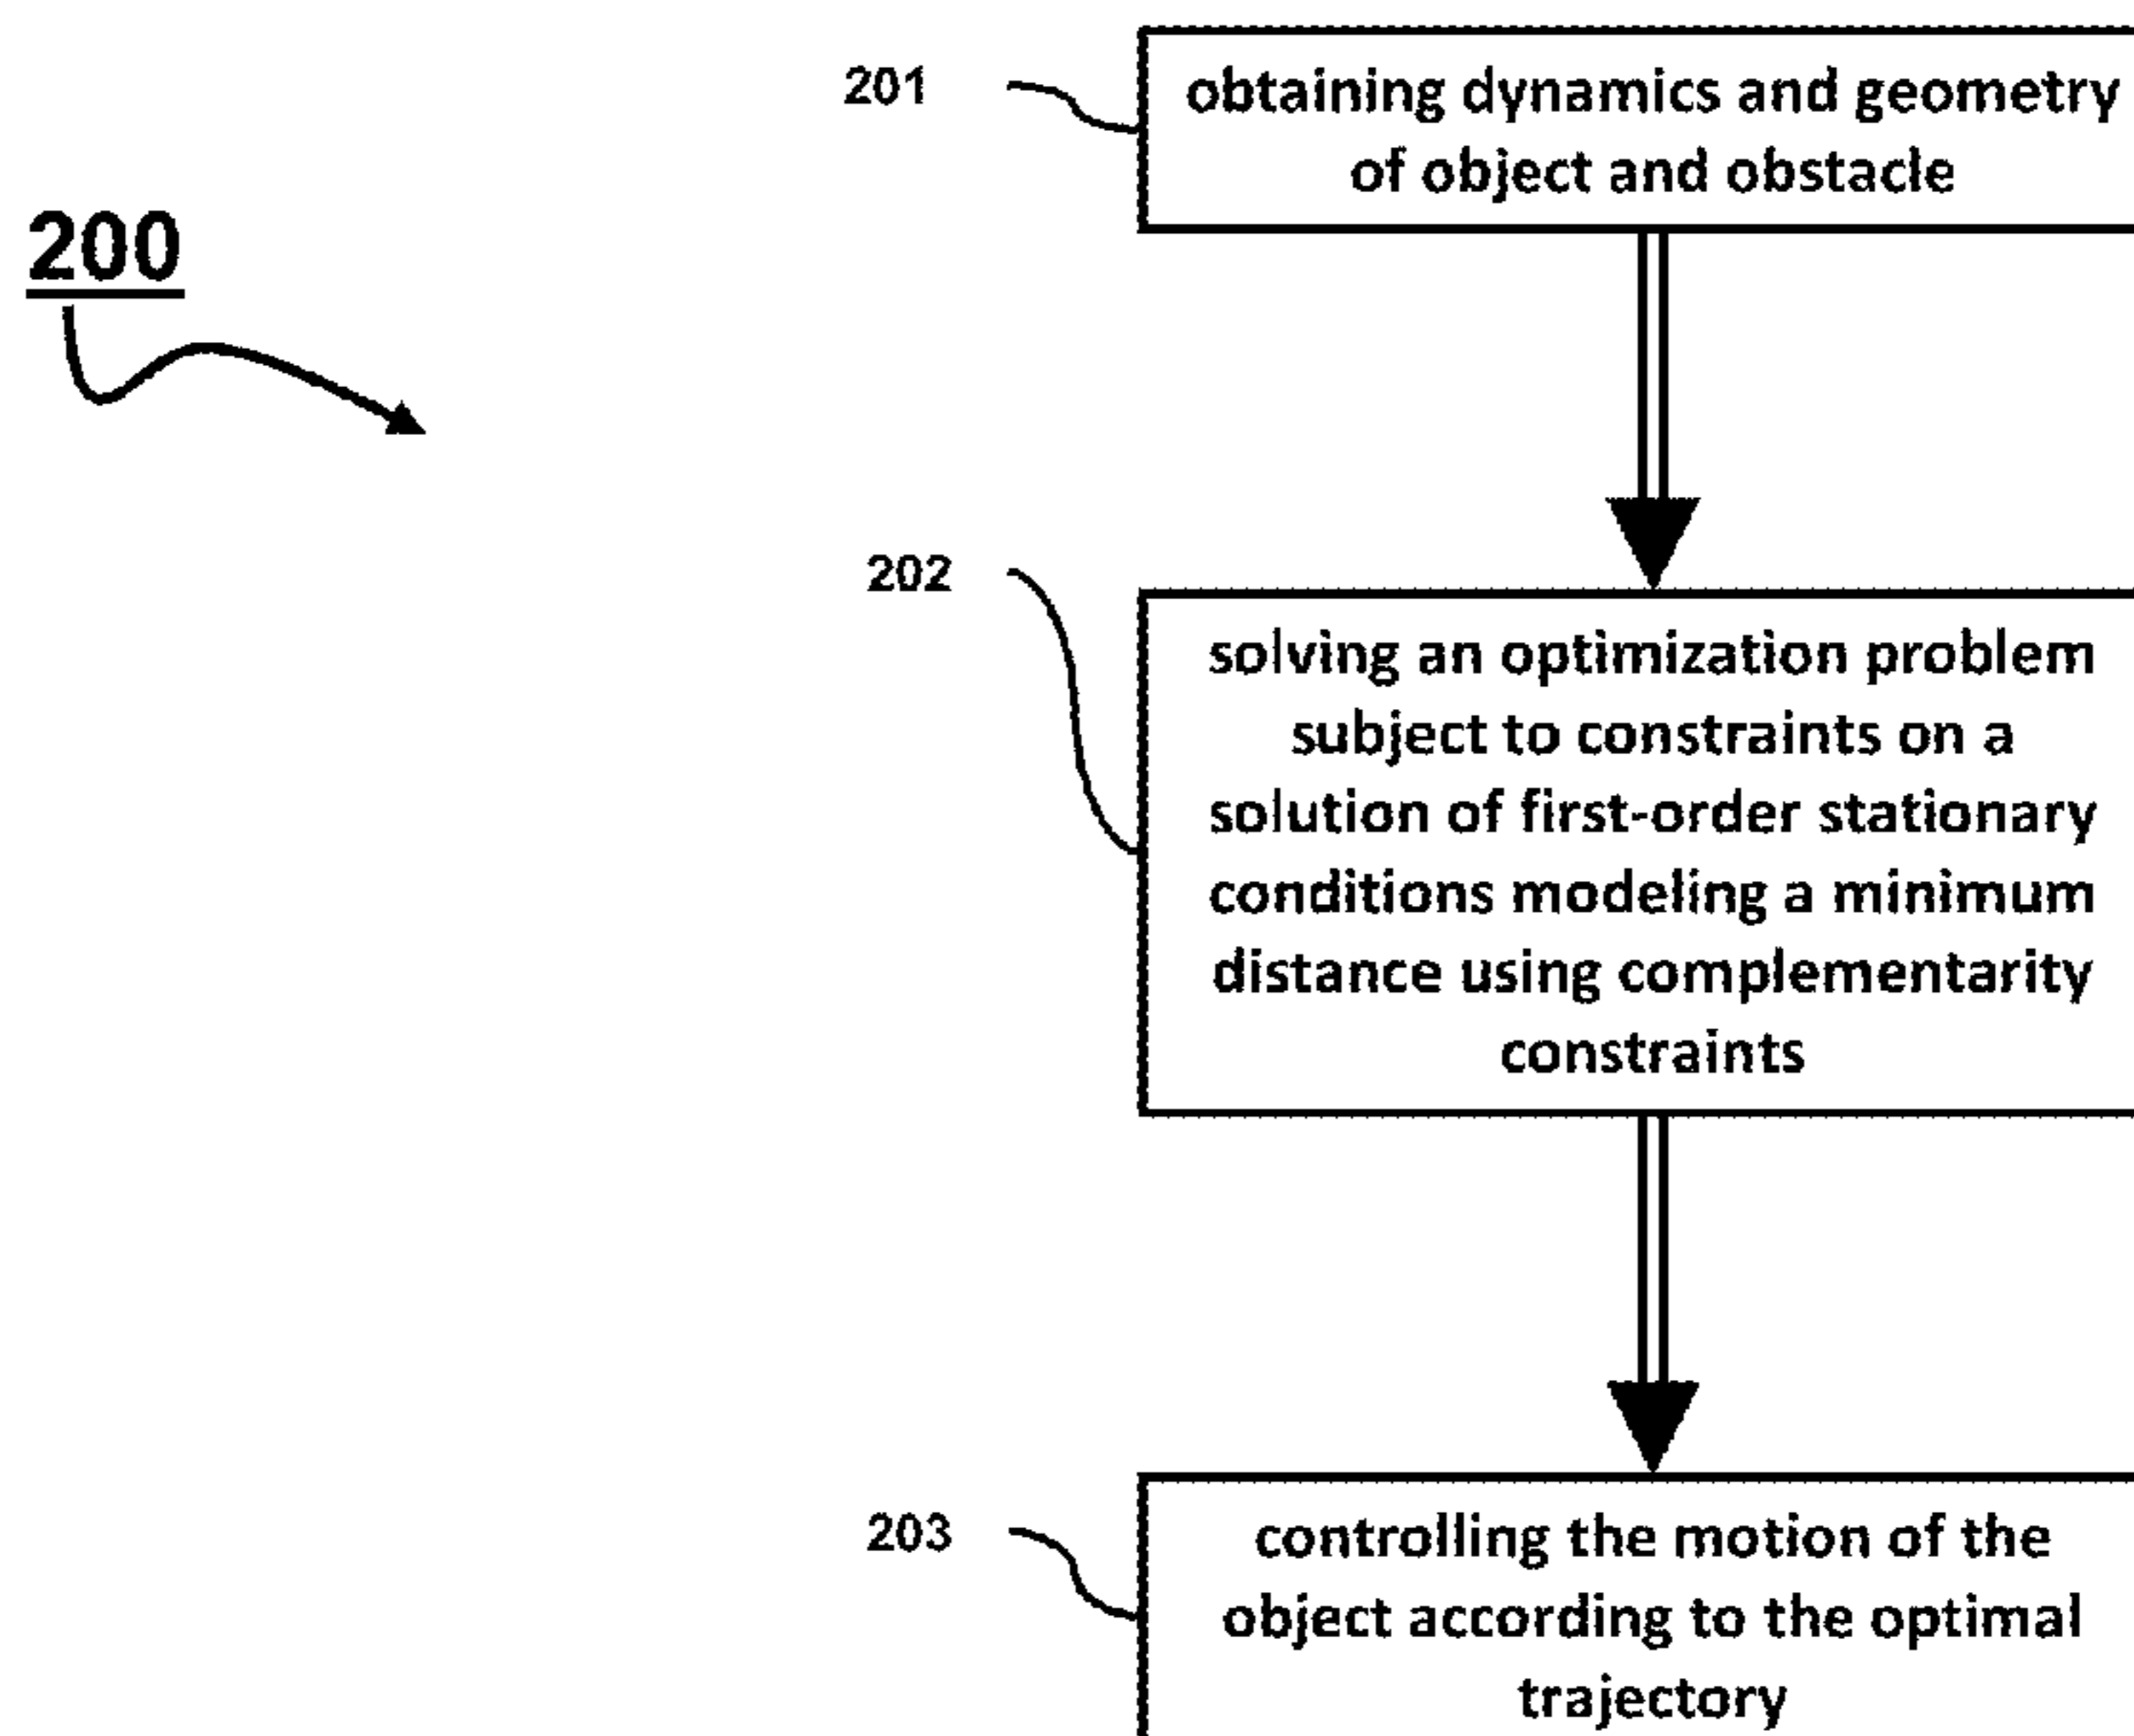 201
obtaining dynamics and geometry
of object and obstacle
200
202
solving an optimization problem
subject to constraints on a
solution of first-order stationary
conditions modeling a minimum
distance using complementarity
constraints
203
controlling the motion of the
object according to the optimal
trajectory